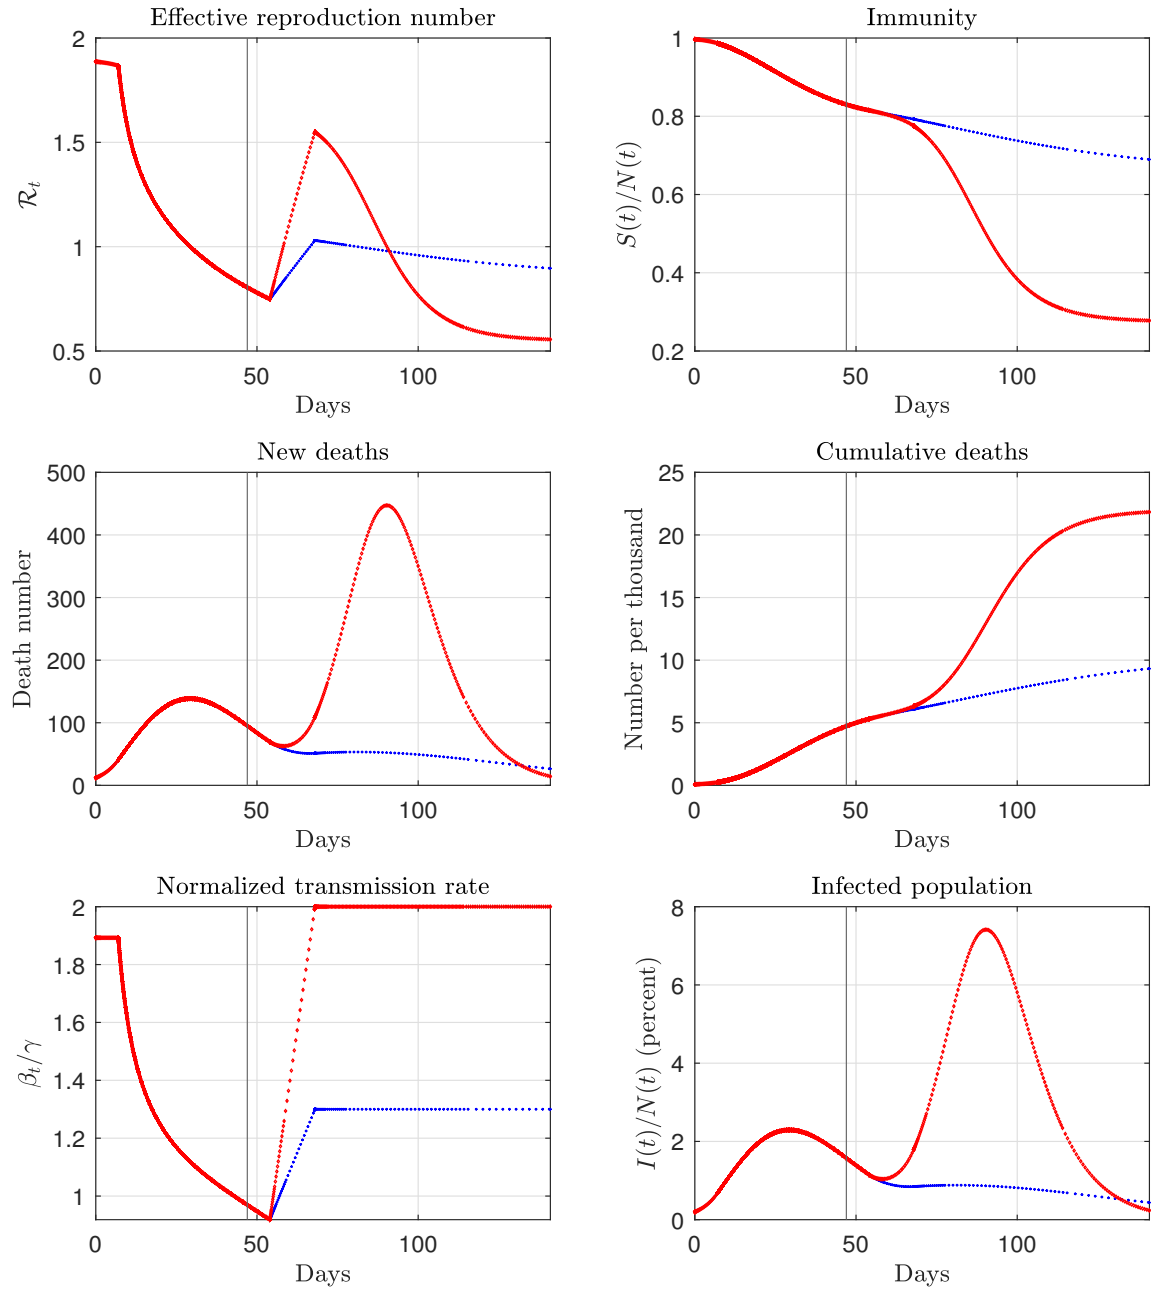 Effective reproduction number
2
1.5
1
0.5
ℛₜ
0
50
100
Days
Immunity
1
0.8
0.6
0.4
0.2
S(t)/N(t)
0
50
100
Days
New deaths
500
400
300
200
100
0
Death number
0
50
100
Days
Cumulative deaths
25
20
15
10
5
0
Number per thousand
0
50
100
Days
Normalized transmission rate
2
1.8
1.6
1.4
1.2
1
βₜ/γ
0
50
100
Days
Infected population
8
6
4
2
0
I(t)/N(t) (percent)
0
50
100
Days